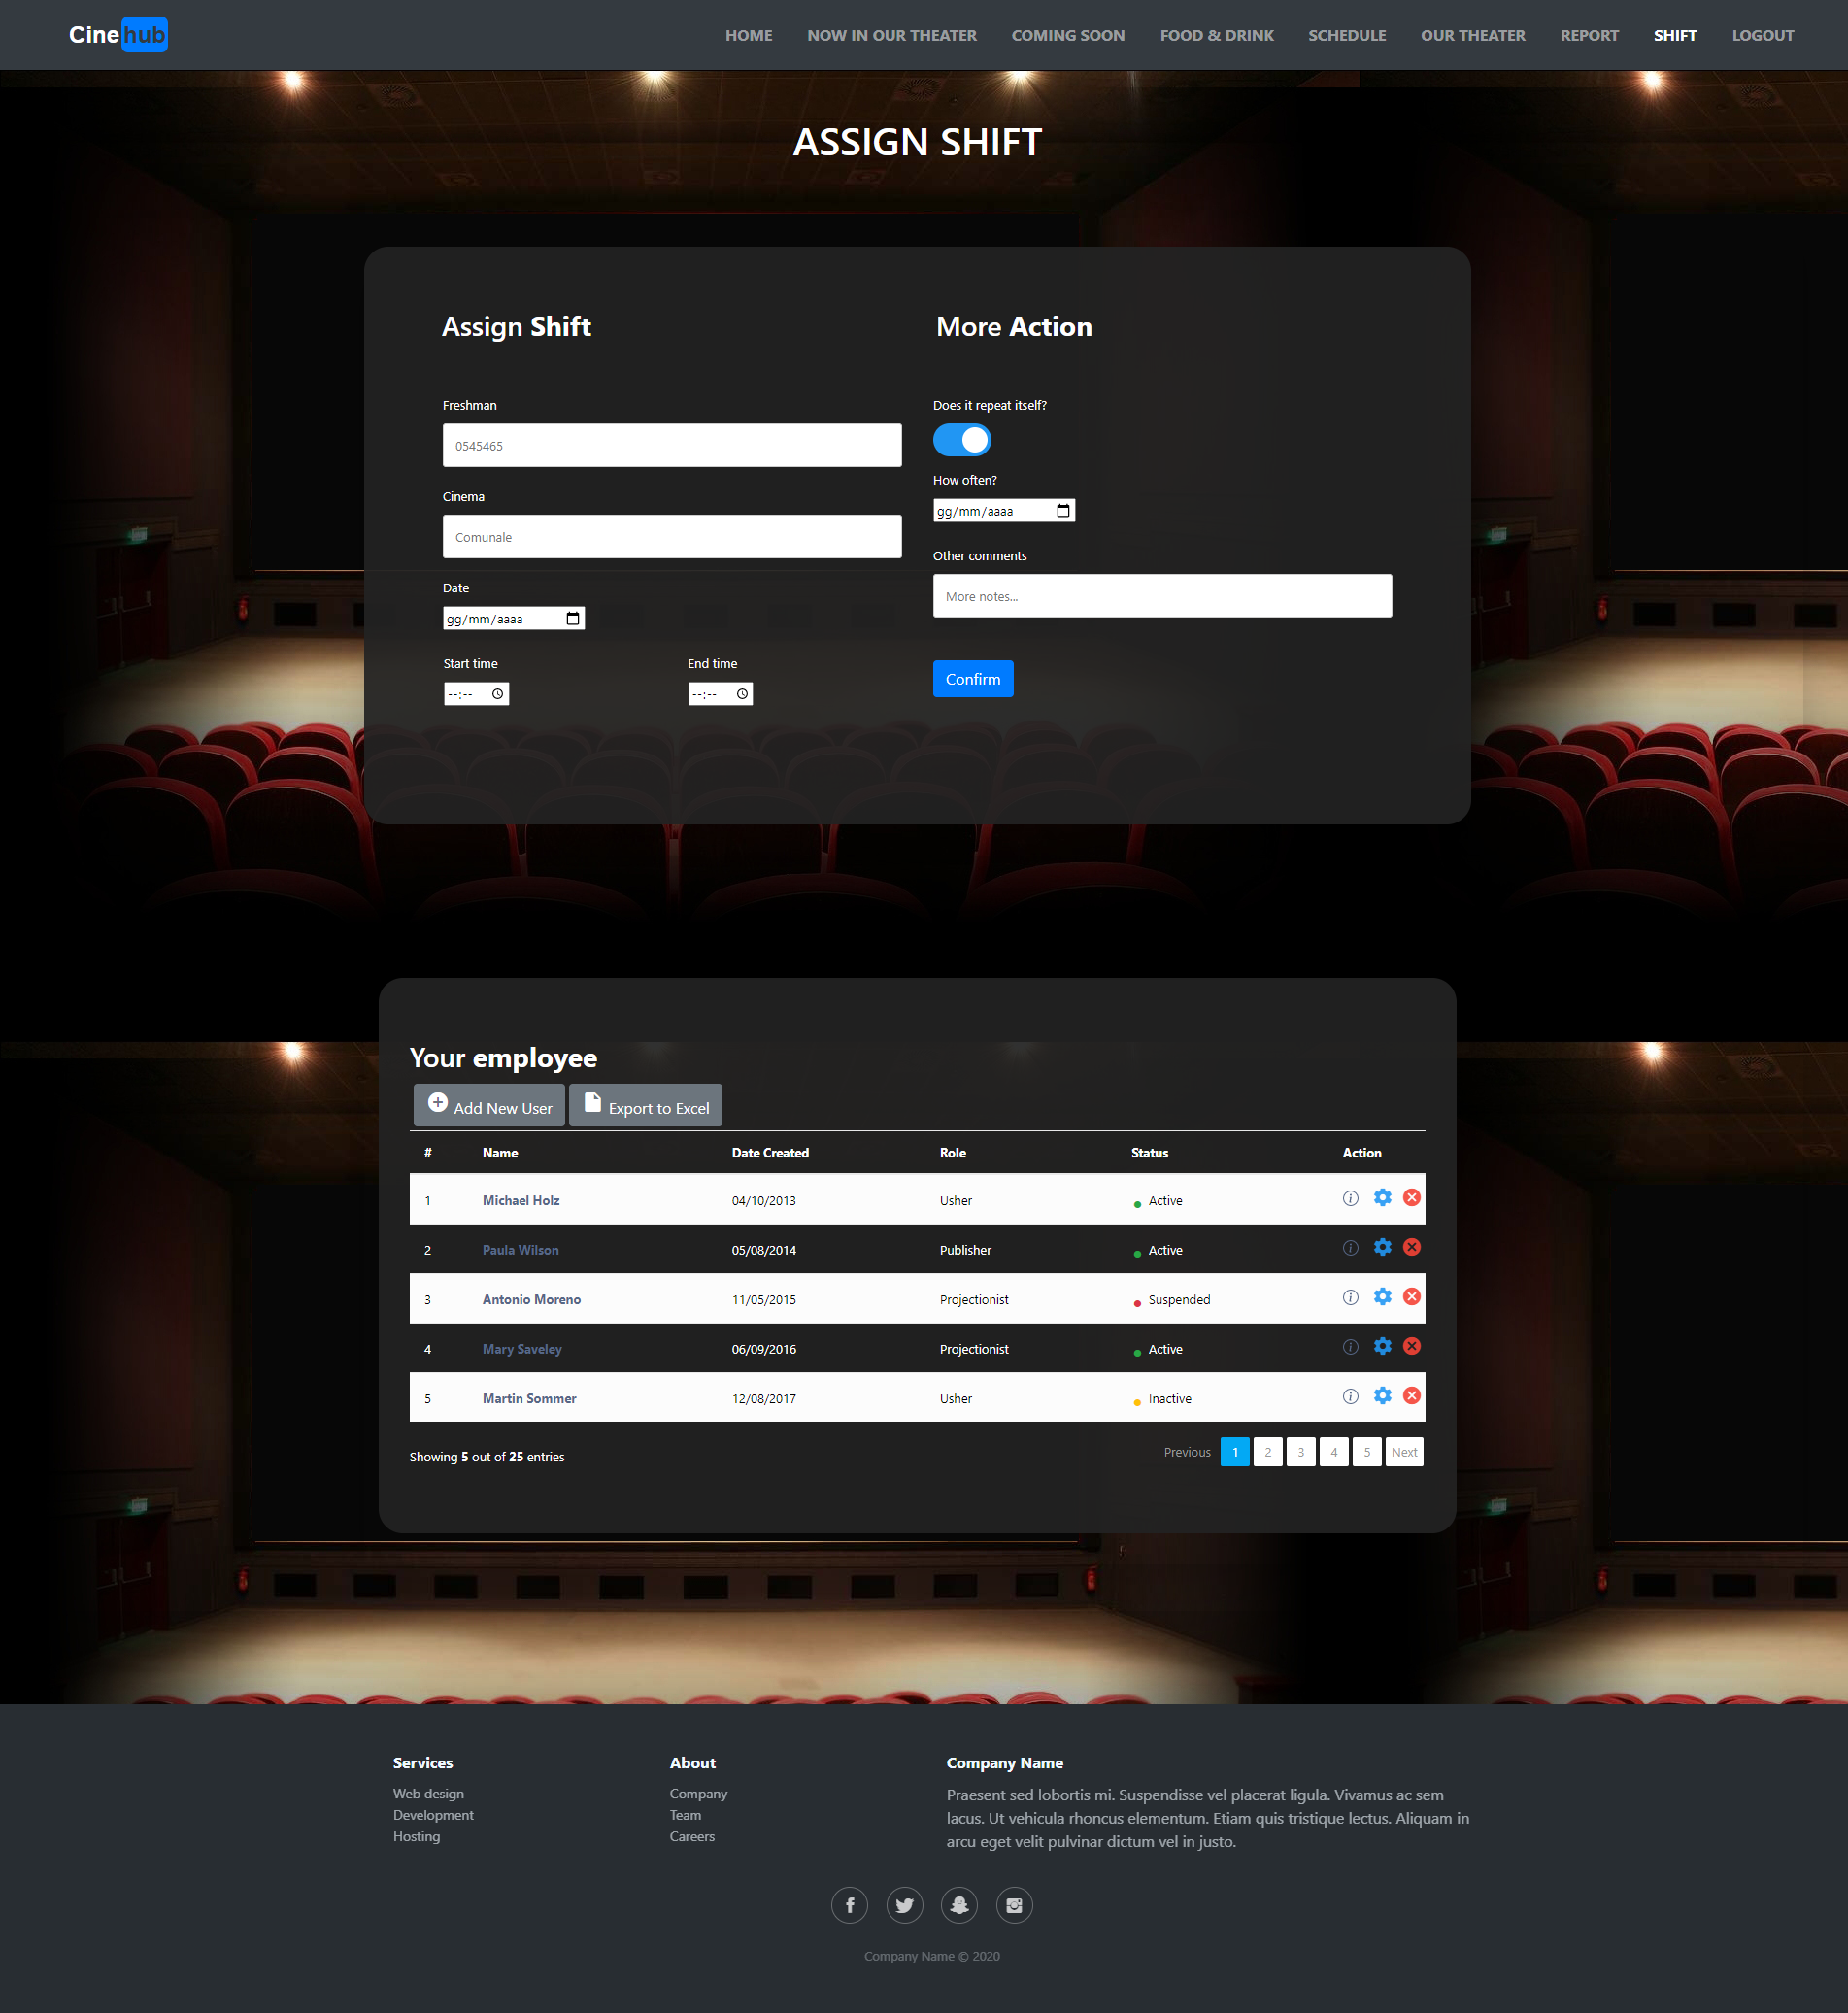 Cinehub
HOME NOW IN OUR THEATER COMING SOON FOOD & DRINK SCHEDULE OUR THEATER REPORT SHIFT LOGOUT
ASSIGN SHIFT
Assign Shift
Freshman
0545465
Cinema
Comunale
Date
gg/mm/aaaa
Start time End time
--:-- --:--
More Action
Does it repeat itself?
How often?
gg/mm/aaaa
Other comments
More notes...
Confirm
Your employee
Add New User Export to Excel
# Name Date Created Role Status Action
1 Michael Holz 04/10/2013 Usher Active
2 Paula Wilson 05/08/2014 Publisher Active
3 Antonio Moreno 11/05/2015 Projectionist Suspended
4 Mary Saveley 06/09/2016 Projectionist Active
5 Martin Sommer 12/08/2017 Usher Inactive
Showing 5 out of 25 entries
Previous 1 2 3 4 5 Next
Services
Web design
Development
Hosting
About
Company
Team
Careers
Company Name
Praesent sed lobortis mi. Suspendisse vel placerat ligula. Vivamus ac sem
lacus. Ut vehicula rhoncus elementum. Etiam quis tristique lectus. Aliquam in
arcu eget velit pulvinar dictum vel in justo.
Company Name © 2020